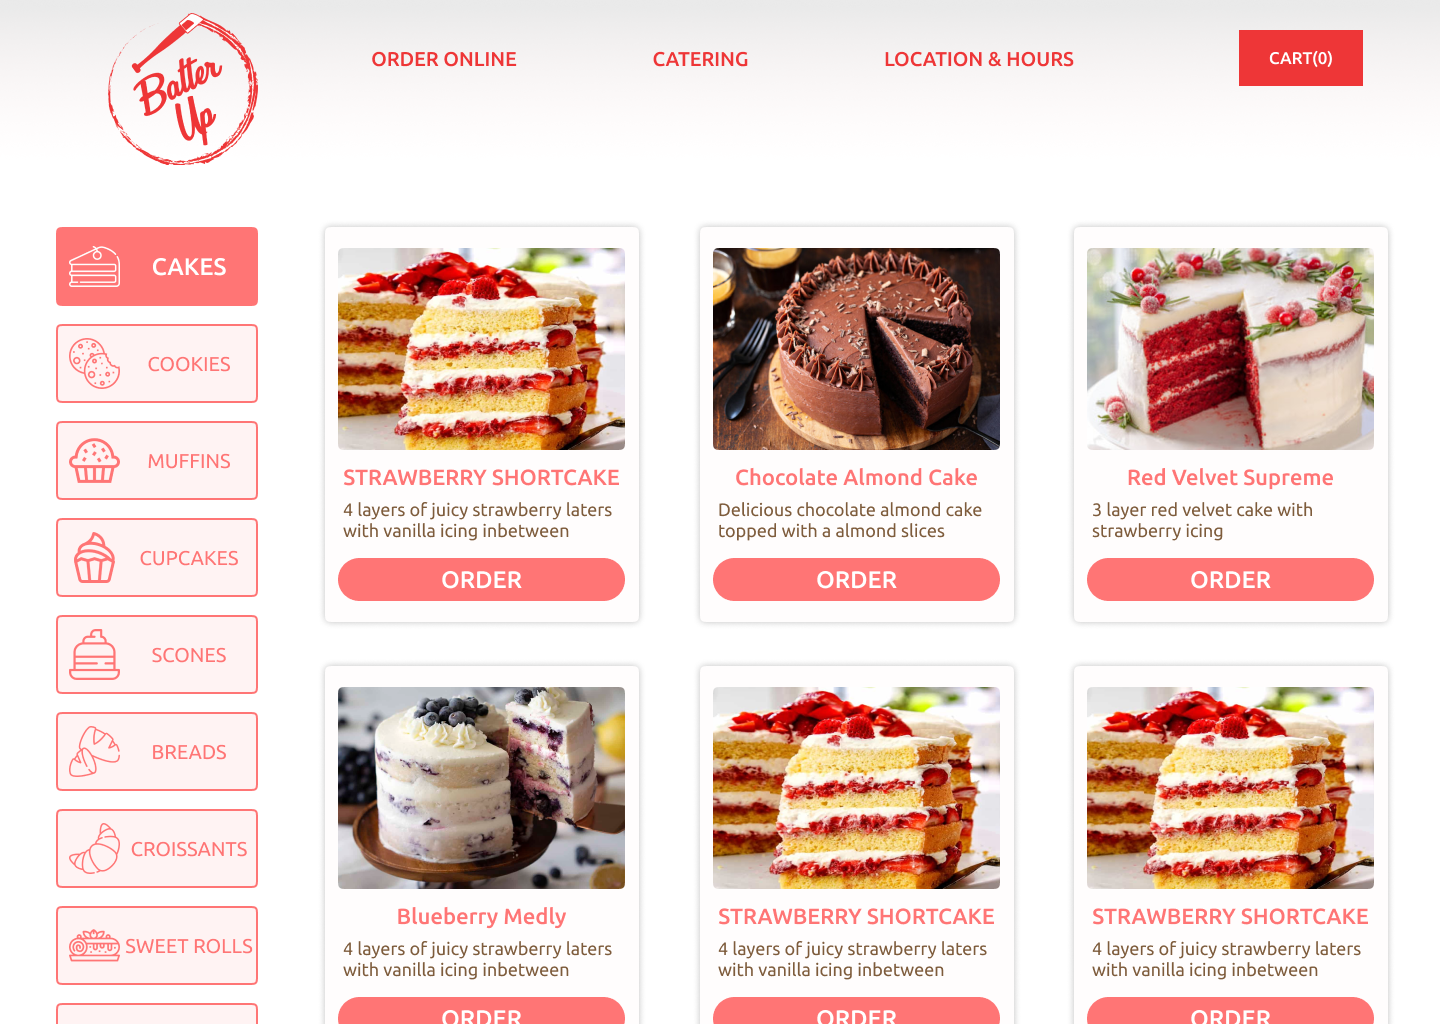 Batter
Up
ORDER ONLINE
CATERING
LOCATION & HOURS
CART(0)
CAKES
COOKIES
MUFFINS
CUPCAKES
SCONES
BREADS
CROISSANTS
SWEET ROLLS
STRAWBERRY SHORTCAKE
4 layers of juicy strawberry laters
with vanilla icing inbetween
ORDER
Chocolate Almond Cake
Delicious chocolate almond cake
topped with a almond slices
ORDER
Red Velvet Supreme
3 layer red velvet cake with
strawberry icing
ORDER
Blueberry Medly
4 layers of juicy strawberry laters
with vanilla icing inbetween
ORDER
STRAWBERRY SHORTCAKE
4 layers of juicy strawberry laters
with vanilla icing inbetween
ORDER
STRAWBERRY SHORTCAKE
4 layers of juicy strawberry laters
with vanilla icing inbetween
ORDER